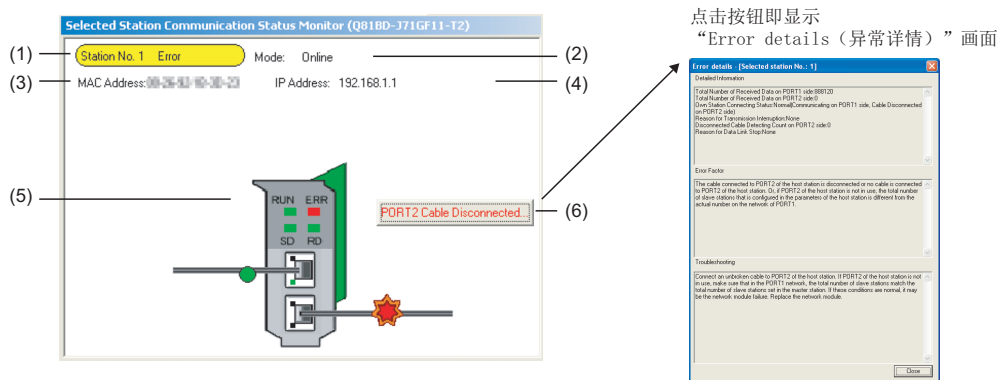 点击按钮即显示
“Error details（异常详情）”画面
Selected Station Communication Status Monitor (Q81BD-J71GF11-T2)
(1)
Station No. 1 Error
Mode: Online
(2)
(3)
MAC Address:
IP Address: 192.168.1.1
(4)
(5)
RUN ERR
SD RD
PORT2 Cable Disconnected...
(6)
Error details - [Selected station No.: 1]
Detailed Information
Total Number of Received Data on PORT1 side:888120
Total Number of Received Data on PORT2 side:0
Own Station Connecting Status:Normal(Communicating on PORT1 side, Cable Disconnected
on PORT2 side)
Reason for Transmission Interruption:None
Disconnected Cable Detecting Count on PORT2 side:0
Reason for Data Link Stop:None
Error Factor
The cable connected to PORT2 of the host station is disconnected or no cable is connected
to PORT2 of the host station. Or, if PORT2 of the host station is not in use, the total number
of slave stations that is configured in the parameters of the host station is different from the
actual number on the network of PORT1.
Troubleshooting
Connect an unbroken cable to PORT2 of the host station. If PORT2 of the host station is not
in use, make sure that in the PORT1 network, the total number of slave stations match the
total number of slave stations set in the master station. If these conditions are normal, it may
be the network module failure. Replace the network module.
Close